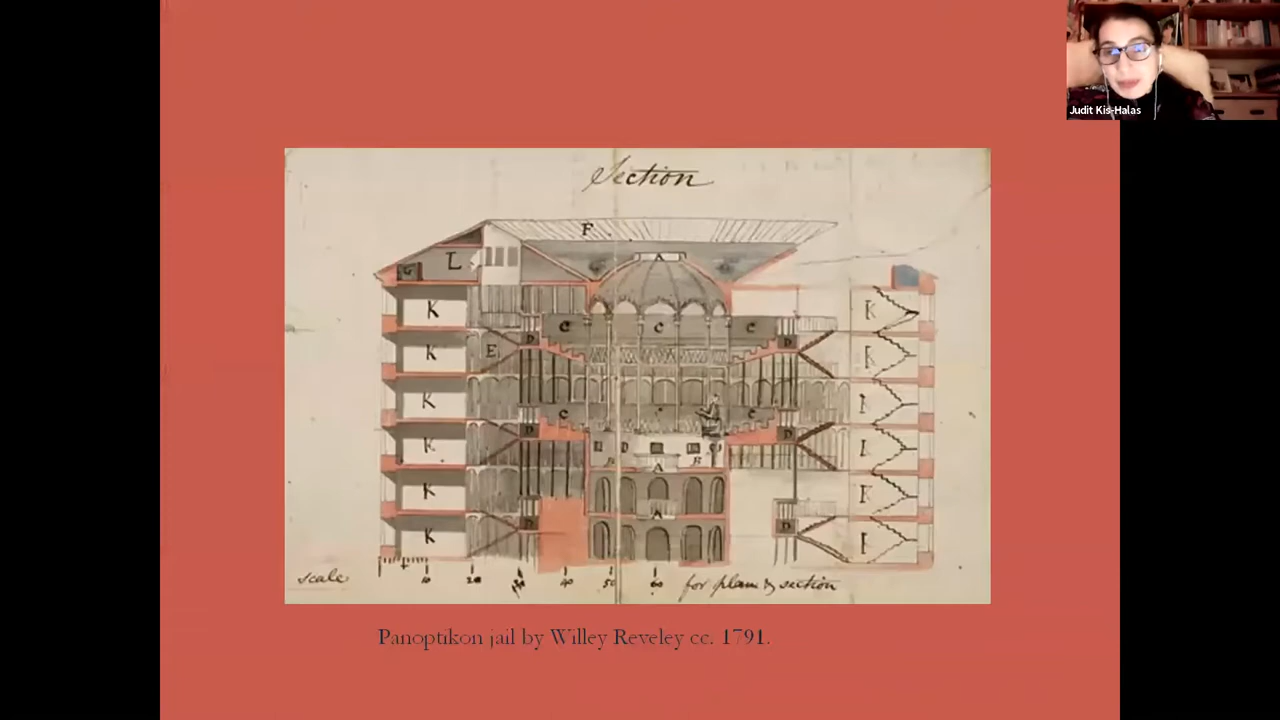 Judit Kis-Halas
Section
F
A
L
K
K
C
C
C
D
D
K
E
K
K
C
C
D
D
K
D
A
B
K
K
A
D
D
K
scale
10
20
30
40
50
60
for plan & section
Panoptikon jail by Willey Reveley cc. 1791.